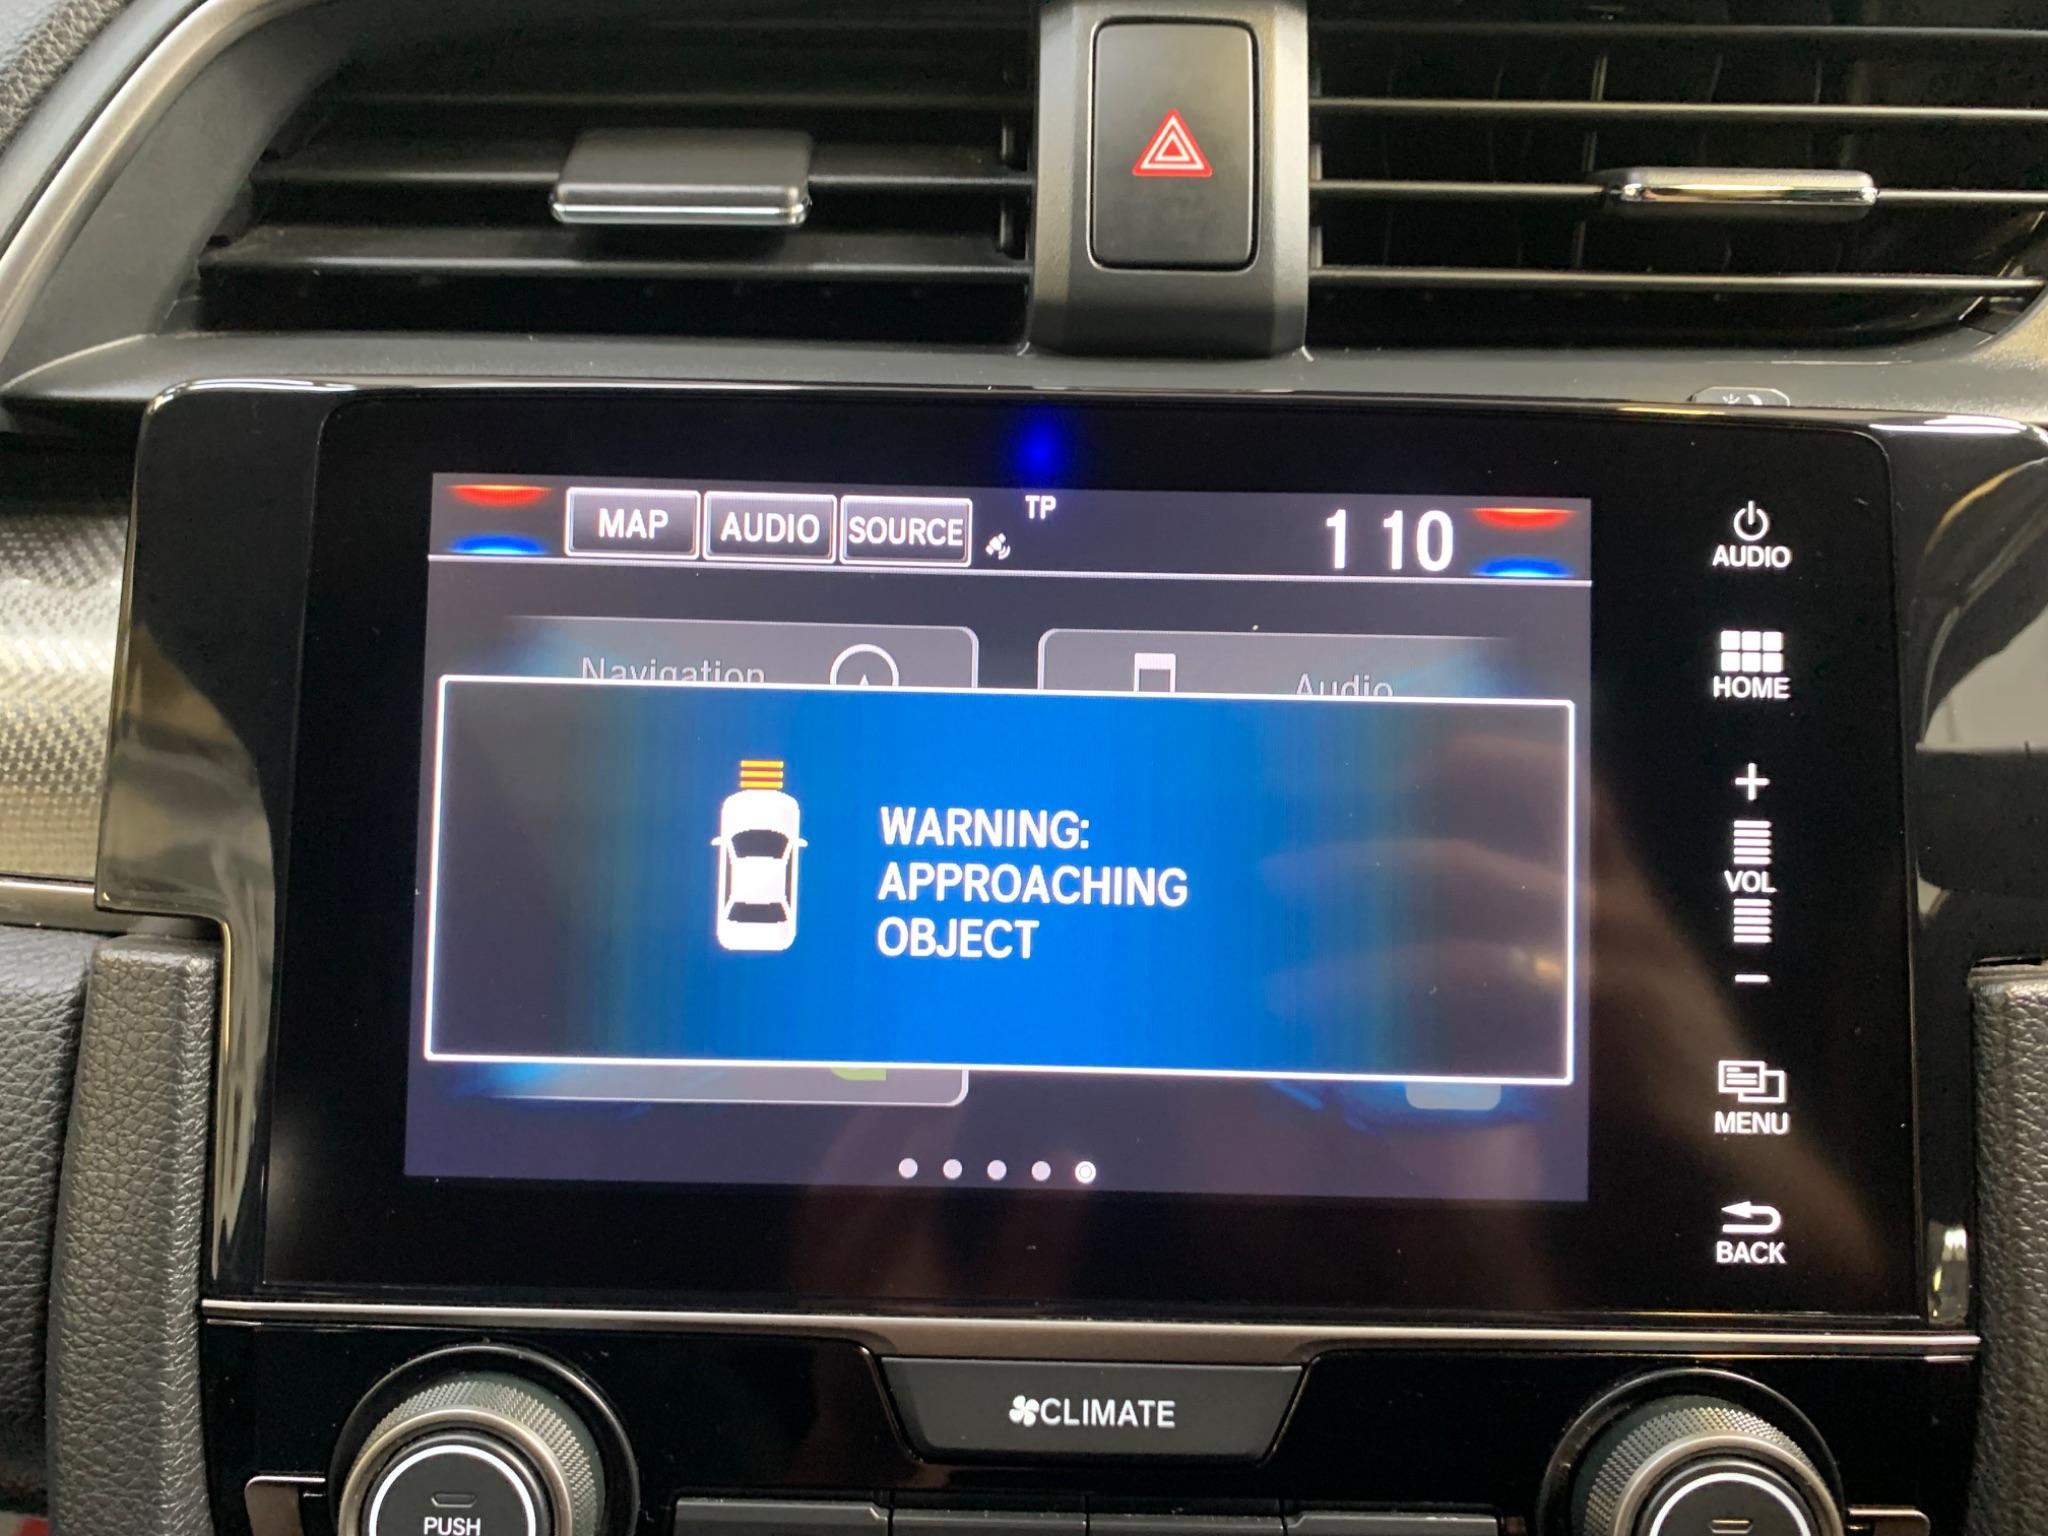 MAP AUDIO SOURCE TP 1 10
Navigation Audio
WARNING:
APPROACHING
OBJECT
AUDIO
HOME
+
VOL
−
MENU
BACK
CLIMATE
PUSH